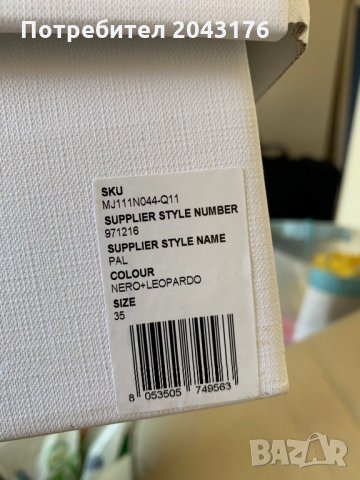 Потребител 2043176
SKU
MJ111N044-Q11
SUPPLIER STYLE NUMBER
971216
SUPPLIER STYLE NAME
PAL
COLOUR
NERO+LEOPARDO
SIZE
35
8 053505 749563
BAZAR